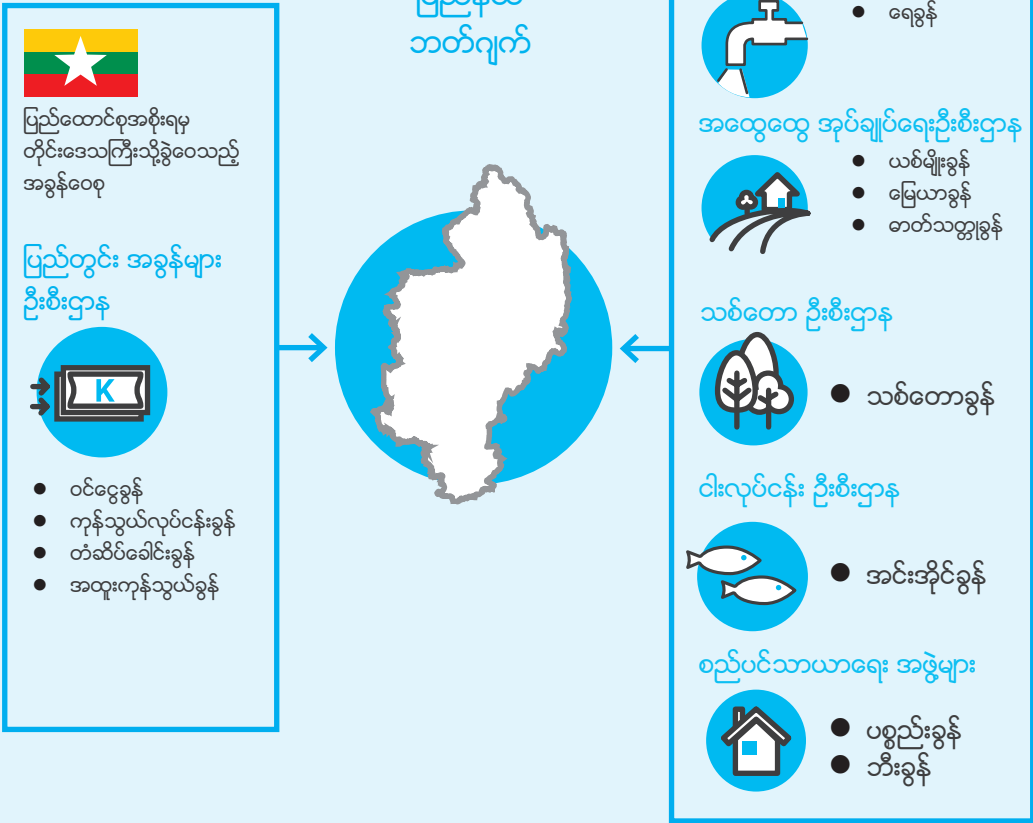 ပြည်ထောင်စုအစိုးရမှ
တိုင်းဒေသကြီးသို့ခွဲဝေသည့်
အခွန်ဝေစု
ပြည်တွင်း အခွန်များ
ဦးစီးဌာန
K
ဝင်ငွေခွန်
ကုန်သွယ်လုပ်ငန်းခွန်
တံဆိပ်ခေါင်းခွန်
အထူးကုန်သွယ်ခွန်
ဘတ်ဂျက်
ရေခွန်
အထွေထွေ အုပ်ချုပ်ရေးဦးစီးဌာန
ယစ်မျိုးခွန်
မြေယာခွန်
ဓာတ်သတ္တုခွန်
သစ်တော ဦးစီးဌာန
သစ်တောခွန်
ငါးလုပ်ငန်း ဦးစီးဌာန
အင်းအိုင်ခွန်
စည်ပင်သာယာရေး အဖွဲ့များ
ပစ္စည်းခွန်
ဘီးခွန်